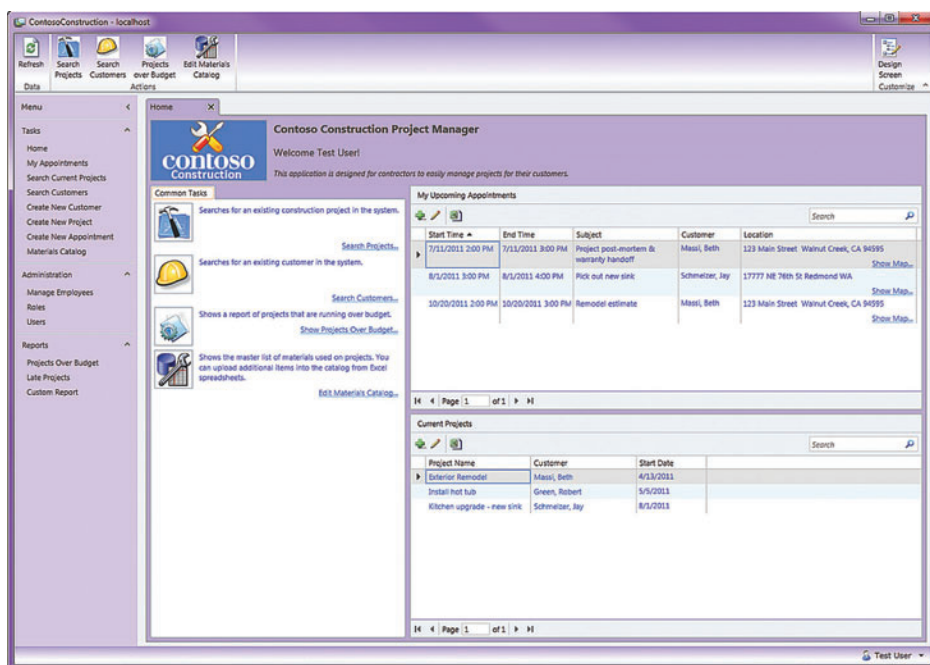 ContosoConstruction - localhost
Refresh
Search Projects
Search Customers
Projects over Budget
Edit Materials Catalog
Design Screen
Data
Actions
Customize
Menu
Tasks
Home
My Appointments
Search Current Projects
Search Customers
Create New Customer
Create New Project
Create New Appointment
Materials Catalog
Administration
Manage Employees
Roles
Users
Reports
Projects Over Budget
Late Projects
Custom Report
Home X
contoso
Construction
Contoso Construction Project Manager
Welcome Test User!
This application is designed for contractors to easily manage projects for their customers.
Common Tasks
Searches for an existing construction project in the system.
Search Projects...
Searches for an existing customer in the system.
Search Customers...
Shows a report of projects that are running over budget.
Show Projects Over Budget...
Shows the master list of materials used on projects. You
can upload additional items into the catalog from Excel
spreadsheets.
Edit Materials Catalog...
My Upcoming Appointments
Search
Start Time End Time Subject Customer Location
7/11/2011 2:00 PM 7/11/2011 3:00 PM Project post-mortem & warranty handoff Massi, Beth 123 Main Street Walnut Creek, CA 94595
Show Map...
8/1/2011 3:00 PM 8/1/2011 4:00 PM Pick out new sink Schmelzer, Jay 17777 NE 76th St Redmond WA
Show Map...
10/20/2011 2:00 PM 10/20/2011 3:00 PM Remodel estimate Massi, Beth 123 Main Street Walnut Creek, CA 94595
Show Map...
Page 1 of 1
Current Projects
Search
Project Name Customer Start Date
Exterior Remodel Massi, Beth 4/13/2011
Install hot tub Green, Robert 5/5/2011
Kitchen upgrade - new sink Schmelzer, Jay 8/1/2011
Page 1 of 1
Test User